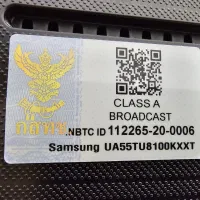 CLASS A
BROADCAST
กสทช. NBTC ID 112265-20-0006
Samsung UA55TU8100KXXT